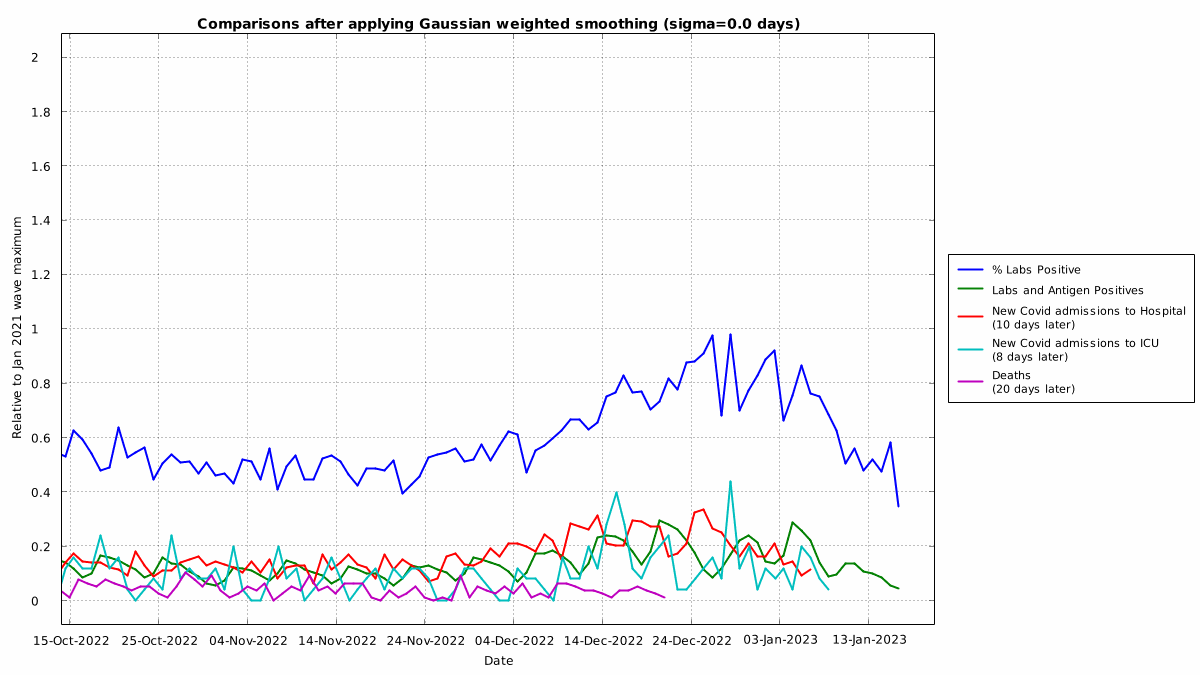 Comparisons after applying Gaussian weighted smoothing (sigma=0.0 days)
2
1.8
1.6
1.4
1.2
1
0.8
0.6
0.4
0.2
0
Relative to Jan 2021 wave maximum
15-Oct-2022 25-Oct-2022 04-Nov-2022 14-Nov-2022 24-Nov-2022 04-Dec-2022 14-Dec-2022 24-Dec-2022 03-Jan-2023 13-Jan-2023
Date
% Labs Positive
Labs and Antigen Positives
New Covid admissions to Hospital
(10 days later)
New Covid admissions to ICU
(8 days later)
Deaths
(20 days later)